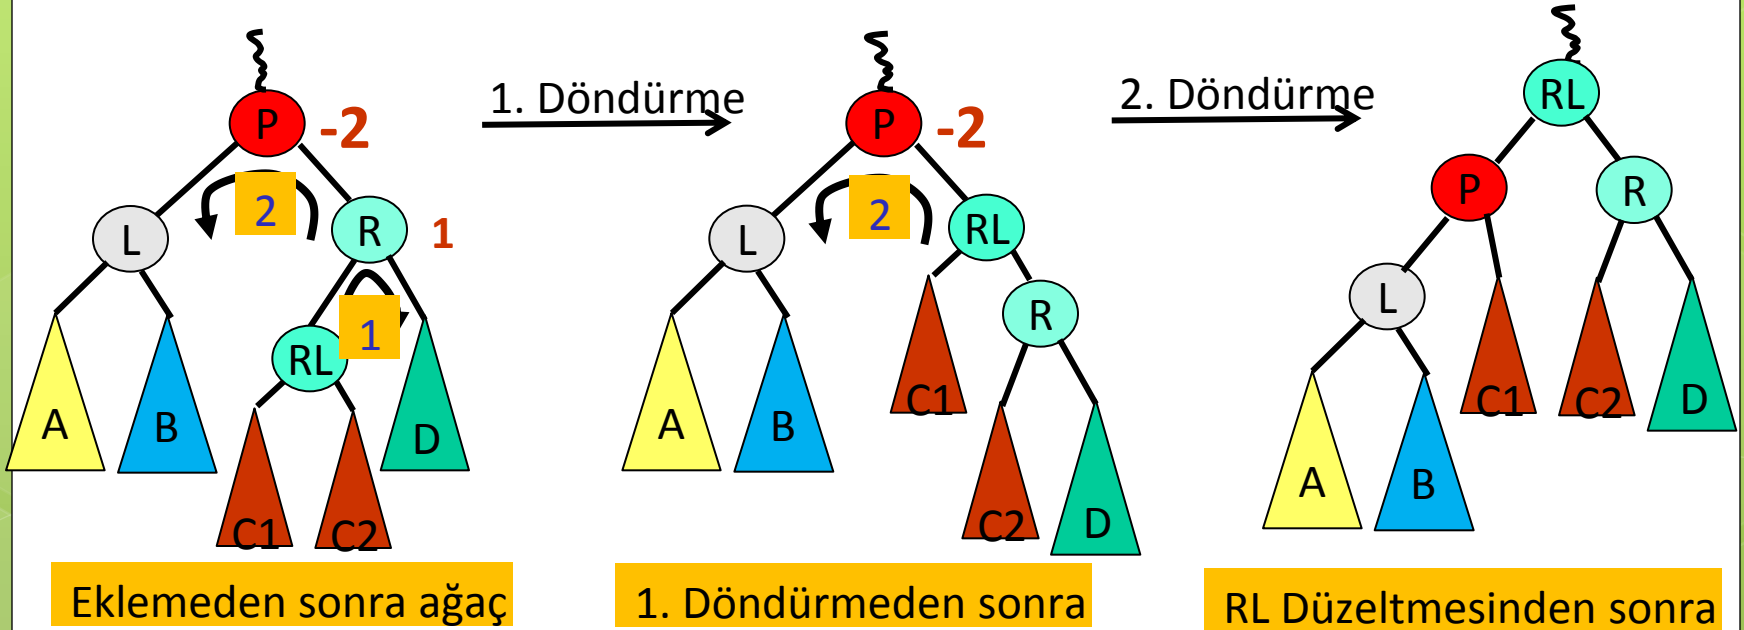 P
-2
2
L
R
1
1
RL
A
B
D
C1
C2
Eklemeden sonra ağaç
1. Döndürme
P
-2
2
L
RL
R
C1
A
B
C2
D
1. Döndürmeden sonra
2. Döndürme
RL
P
R
L
C1
C2
D
A
B
RL Düzeltmesinden sonra